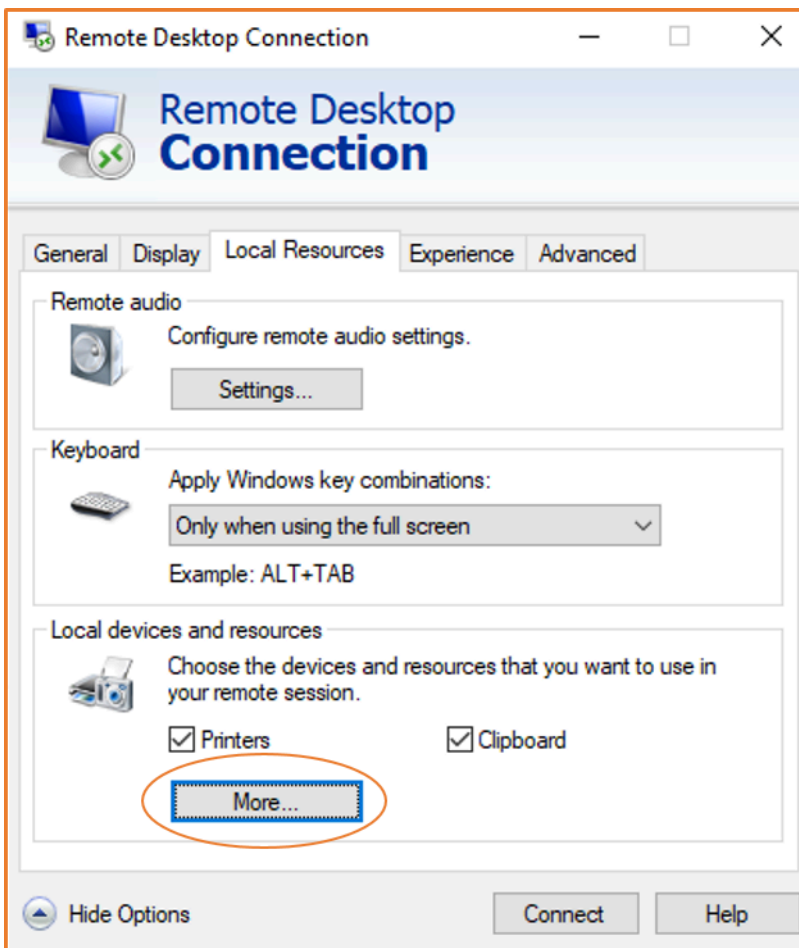 Remote Desktop Connection
Remote Desktop
Connection
General Display Local Resources Experience Advanced
Remote audio
Configure remote audio settings.
Settings...
Keyboard
Apply Windows key combinations:
Only when using the full screen
Example: ALT+TAB
Local devices and resources
Choose the devices and resources that you want to use in
your remote session.
Printers Clipboard
More...
Hide Options Connect Help